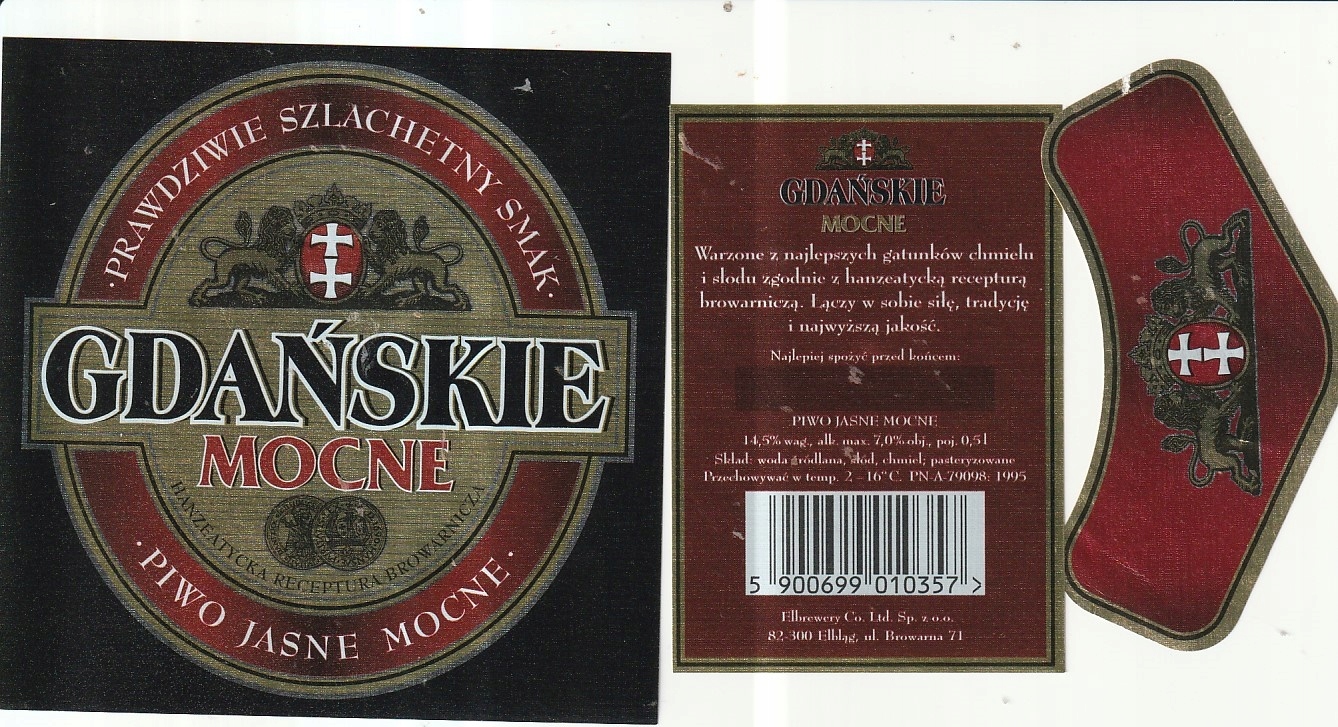 ·PRAWDZIWIE SZLACHETNY SMAK·
GDAŃSKIE
MOCNE
HANZEATYCKA RECEPTURA BROWARNICZA
·PIWO JASNE MOCNE·
GDAŃSKIE
MOCNE
Warzone z najlepszych gatunków chmielu
i słodu zgodnie z hanzeatycką recepturą
browarniczą. Łączy w sobie siłę, tradycję
i najwyższą jakość.
Najlepiej spożyć przed końcem:
PIWO JASNE MOCNE
14,5% wag., alk. max. 7,0% obj., poj. 0,5 l
Skład: woda źródlana, słód, chmiel; pasteryzowane
Przechowywać w temp. 2 – 16° C. PN-A-79098: 1995
5 900699 010357 >
Elbrewery Co. Ltd. Sp. z o.o.
82-300 Elbląg, ul. Browarna 71